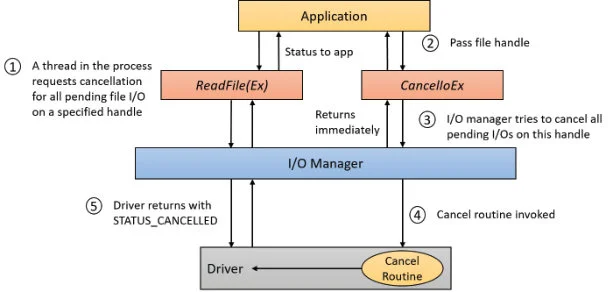 Application
Status to app
② Pass file handle
① A thread in the process
requests cancellation
for all pending file I/O
on a specified handle
ReadFile(Ex)
CancelIoEx
Returns
immediately
③ I/O manager tries to cancel all
pending I/Os on this handle
I/O Manager
⑤ Driver returns with
STATUS_CANCELLED
④ Cancel routine invoked
Driver
Cancel
Routine